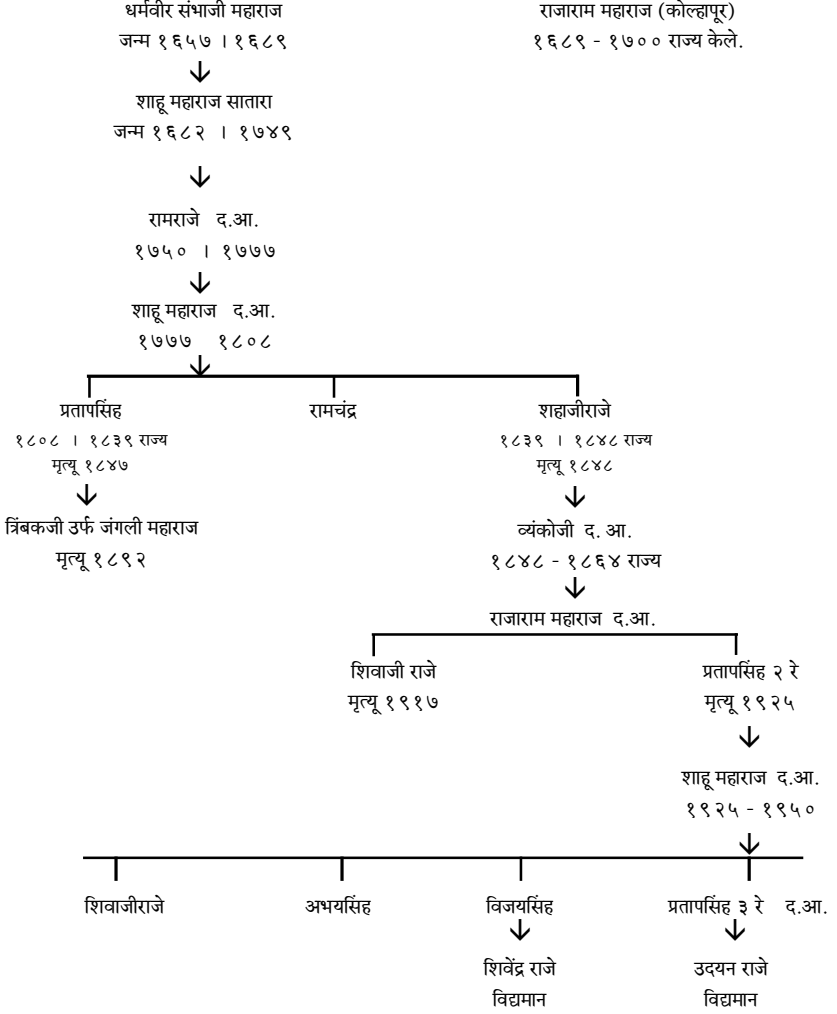 धर्मवीर संभाजी महाराज
जन्म १६५७ । १६८९
राजाराम महाराज (कोल्हापूर)
१६८९ - १७०० राज्य केले.
शाहू महाराज सातारा
जन्म १६८२ । १७४९
रामराजे द.आ.
१७५० । १७७७
शाहू महाराज द.आ.
१७७७ १८०८
प्रतापसिंह
१८०८ । १८३९ राज्य
मृत्यू १८४७
रामचंद्र
शहाजीराजे
१८३९ । १८४८ राज्य
मृत्यू १८४८
त्रिंबकजी उर्फ जंगली महाराज
मृत्यू १८९२
व्यंकोजी द. आ.
१८४८ - १८६४ राज्य
राजाराम महाराज द.आ.
शिवाजी राजे
मृत्यू १९१७
प्रतापसिंह २ रे
मृत्यू १९२५
शाहू महाराज द.आ.
१९२५ - १९५०
शिवाजीराजे
अभयसिंह
विजयसिंह
प्रतापसिंह ३ रे द.आ.
शिवेंद्र राजे
विद्यमान
उदयन राजे
विद्यमान